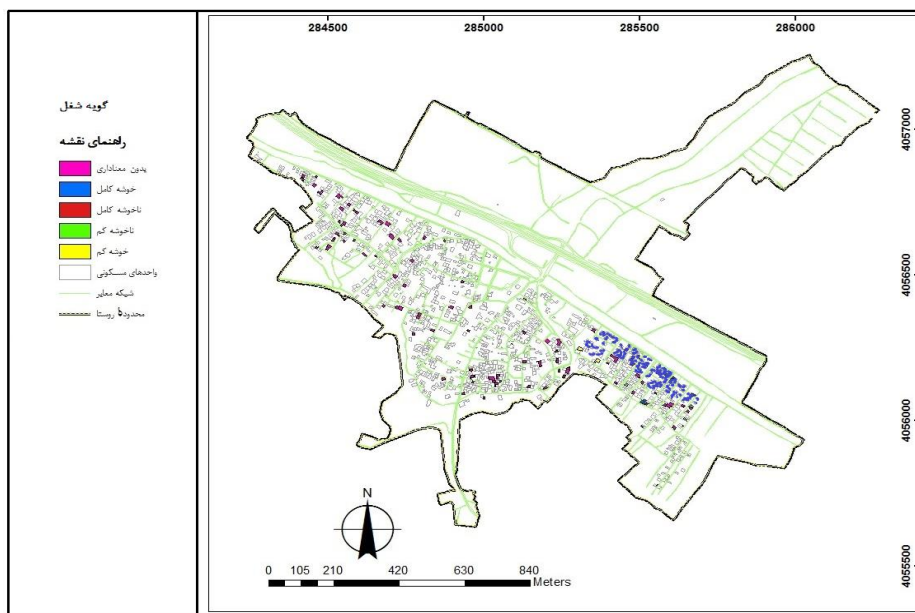 گویه شغل
راهنمای نقشه
بدون معناداری
خوشه کامل
ناخوشه کامل
ناخوشه کم
خوشه کم
واحدهای مسکونی
شبکه معابر
محدوده روستا
284500 285000 285500 286000
4057000
4056500
4056000
4055500
N
0 105 210 420 630 840
Meters